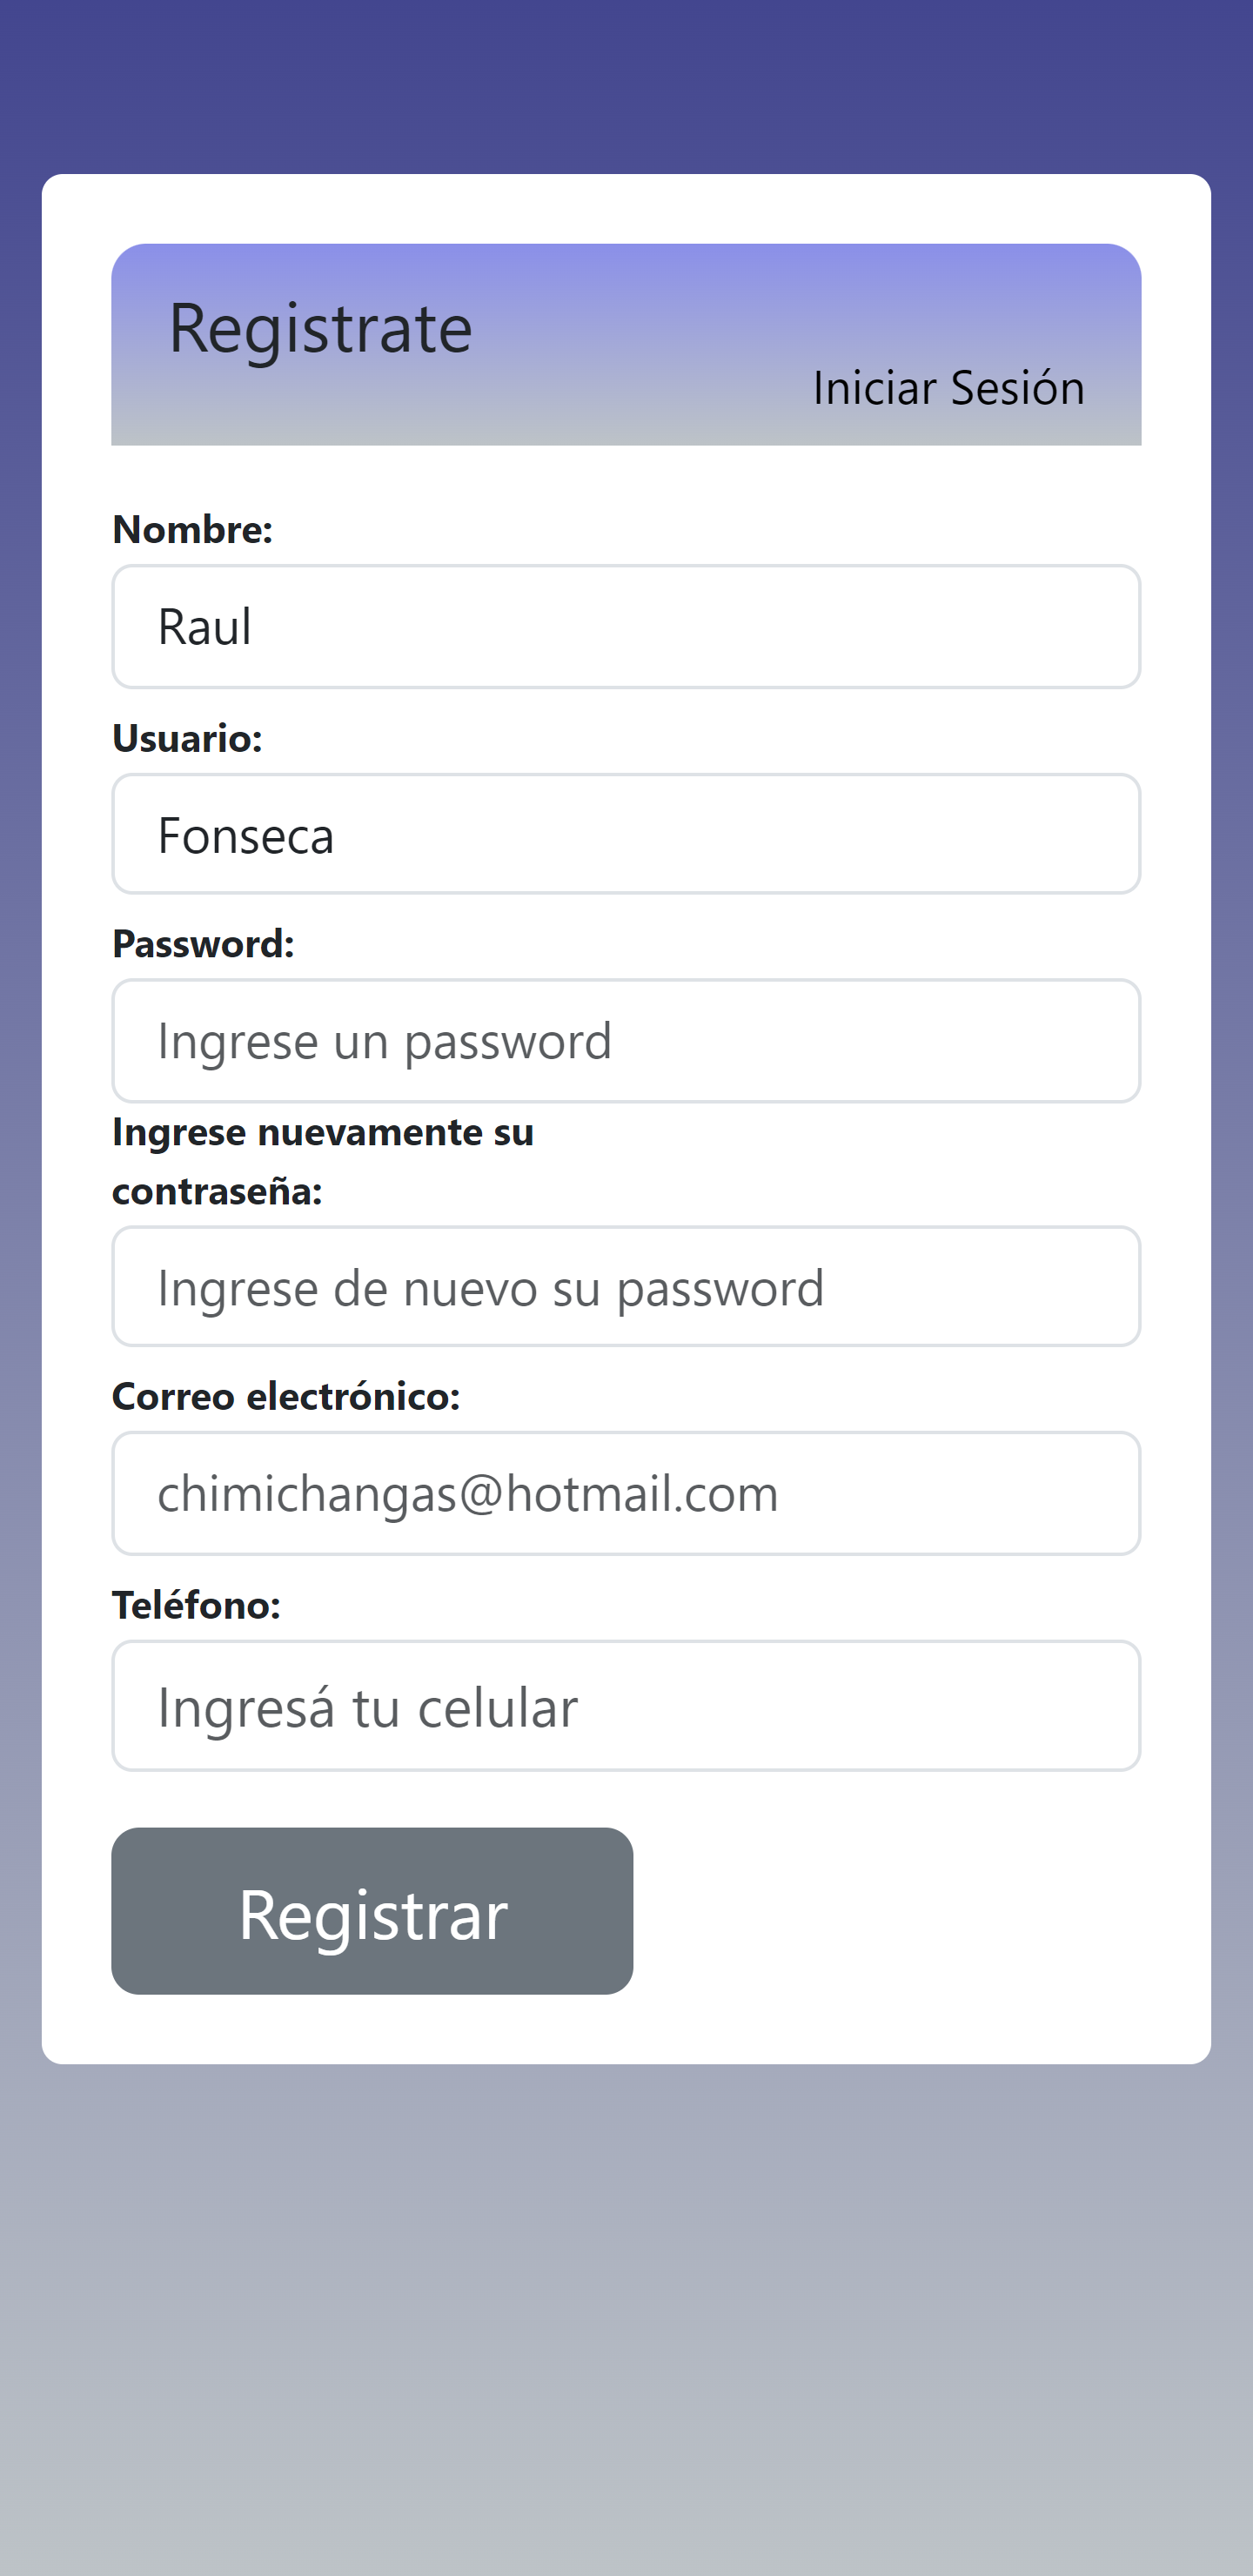 Registrate
Iniciar Sesión
Nombre:
Raul
Usuario:
Fonseca
Password:
Ingrese un password
Ingrese nuevamente su
contraseña:
Ingrese de nuevo su password
Correo electrónico:
chimichangas@hotmail.com
Teléfono:
Ingresá tu celular
Registrar